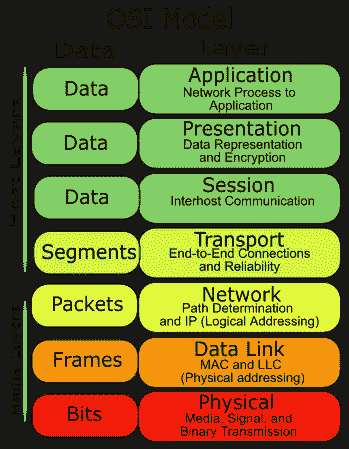 OSI Model
Data Layer
Data Application
Network Process to
Application
Data Presentation
Data Representation
and Encryption
Data Session
Interhost Communication
Segments Transport
End-to-End Connections
and Reliability
Packets Network
Path Determination
and IP (Logical Addressing)
Frames Data Link
MAC and LLC
(Physical addressing)
Bits Physical
Media, Signal, and
Binary Transmission
Host Layers
Media Layers